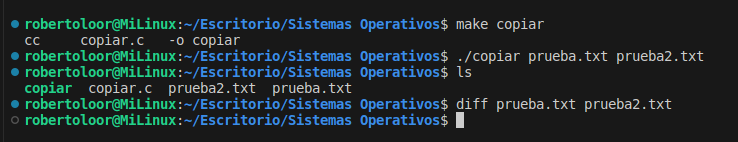 robertoloor@MiLinux:~/Escritorio/Sistemas Operativos$ make copiar
cc     copiar.c   -o copiar
robertoloor@MiLinux:~/Escritorio/Sistemas Operativos$ ./copiar prueba.txt prueba2.txt
robertoloor@MiLinux:~/Escritorio/Sistemas Operativos$ ls
copiar  copiar.c  prueba2.txt  prueba.txt
robertoloor@MiLinux:~/Escritorio/Sistemas Operativos$ diff prueba.txt prueba2.txt
robertoloor@MiLinux:~/Escritorio/Sistemas Operativos$